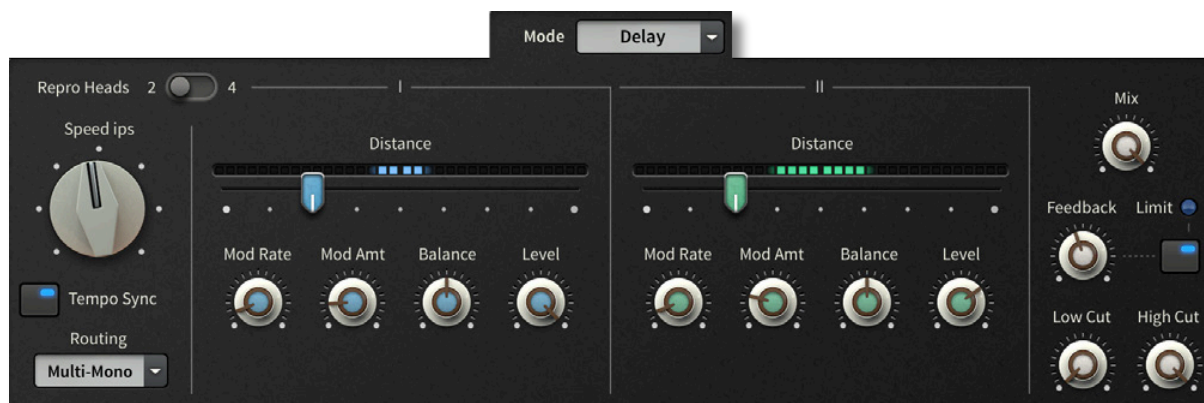 Mode Delay
Repro Heads 2 4 I II
Speed ips
Distance
Distance
Mix
Feedback Limit
Mod Rate Mod Amt Balance Level
Mod Rate Mod Amt Balance Level
Tempo Sync
Routing
Multi-Mono
Low Cut High Cut